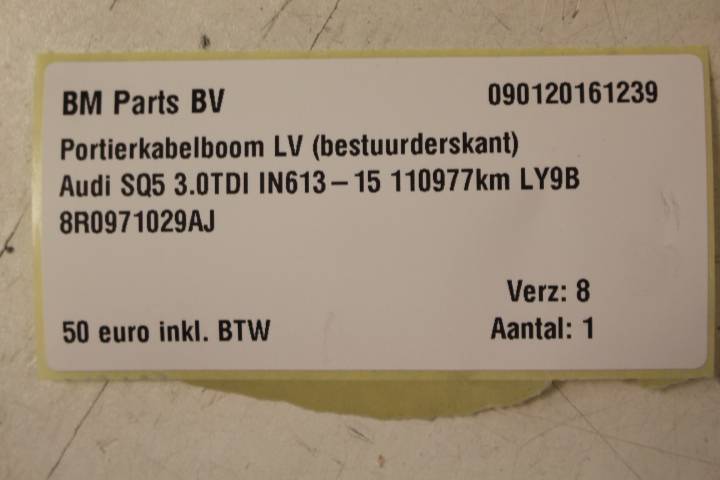 BM Parts BV 090120161239
Portierkabelboom LV (bestuurderskant)
Audi SQ5 3.0TDI IN613-15 110977km LY9B
8R0971029AJ
Verz: 8
50 euro inkl. BTW Aantal: 1